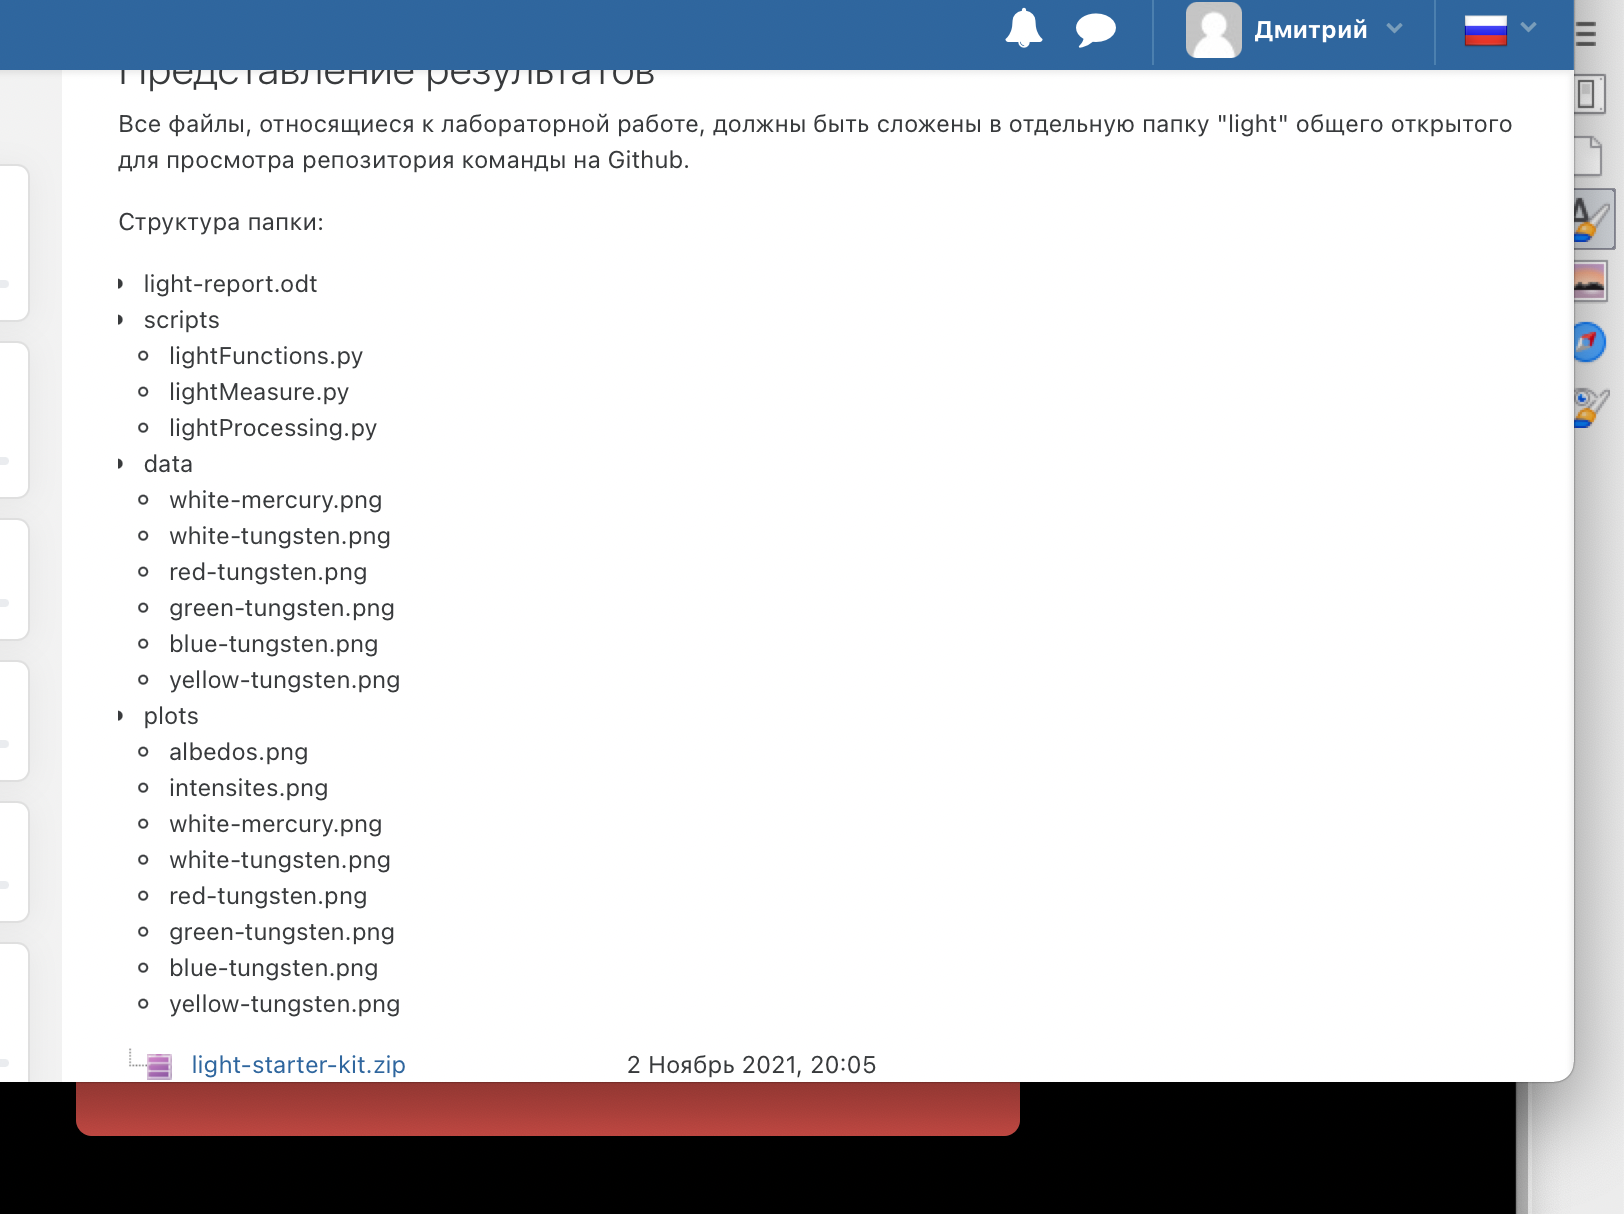 Дмитрий
Представление результатов
Все файлы, относящиеся к лабораторной работе, должны быть сложены в отдельную папку "light" общего открытого
для просмотра репозитория команды на Github.
Структура папки:
light-report.odt
scripts
lightFunctions.py
lightMeasure.py
lightProcessing.py
data
white-mercury.png
white-tungsten.png
red-tungsten.png
green-tungsten.png
blue-tungsten.png
yellow-tungsten.png
plots
albedos.png
intensites.png
white-mercury.png
white-tungsten.png
red-tungsten.png
green-tungsten.png
blue-tungsten.png
yellow-tungsten.png
light-starter-kit.zip 2 Ноябрь 2021, 20:05